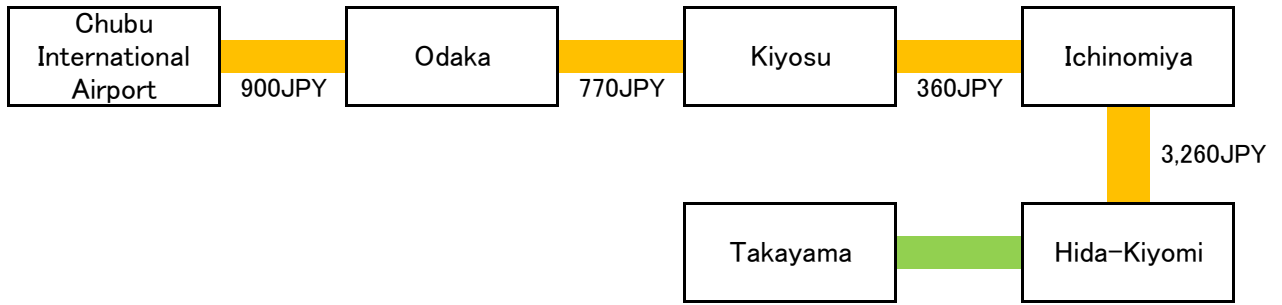 Chubu
International
Airport
900JPY
Odaka
770JPY
Kiyosu
360JPY
Ichinomiya
3,260JPY
Takayama
Hida-Kiyomi